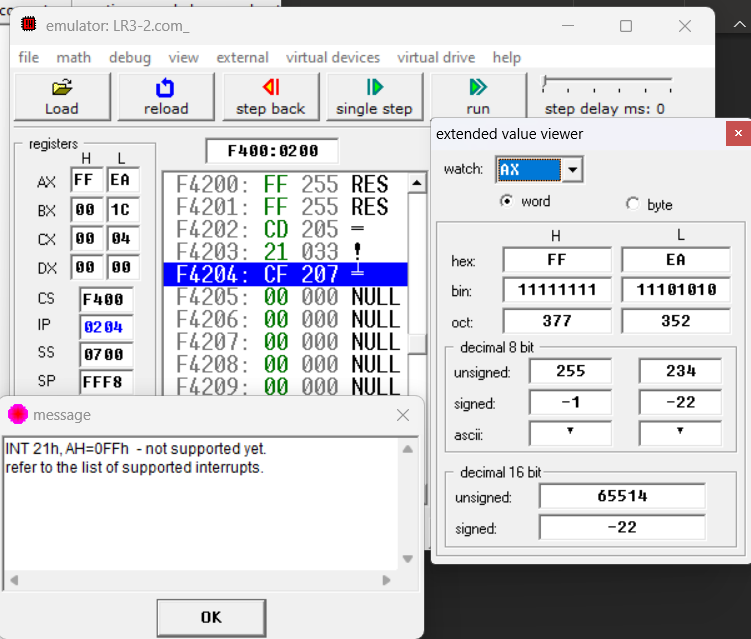 emulator: LR3-2.com_
file math debug view external virtual devices virtual drive help
Load reload step back single step run step delay ms: 0
registers
H L
AX FF EA
BX 00 1C
CX 00 04
DX 00 00
CS F400
IP 0204
SS 0700
SP FFF8
F400:0200
F4200: FF 255 RES
F4201: FF 255 RES
F4202: CD 205 ═
F4203: 21 033 !
F4204: CF 207 ╧
F4205: 00 000 NULL
F4206: 00 000 NULL
F4207: 00 000 NULL
F4208: 00 000 NULL
F4209: 00 000 NULL
extended value viewer
watch: AX
word byte
H L
hex: FF EA
bin: 11111111 11101010
oct: 377 352
decimal 8 bit
unsigned: 255 234
signed: -1 -22
ascii:
decimal 16 bit
unsigned: 65514
signed: -22
message
INT 21h, AH=0FFh - not supported yet.
refer to the list of supported interrupts.
OK